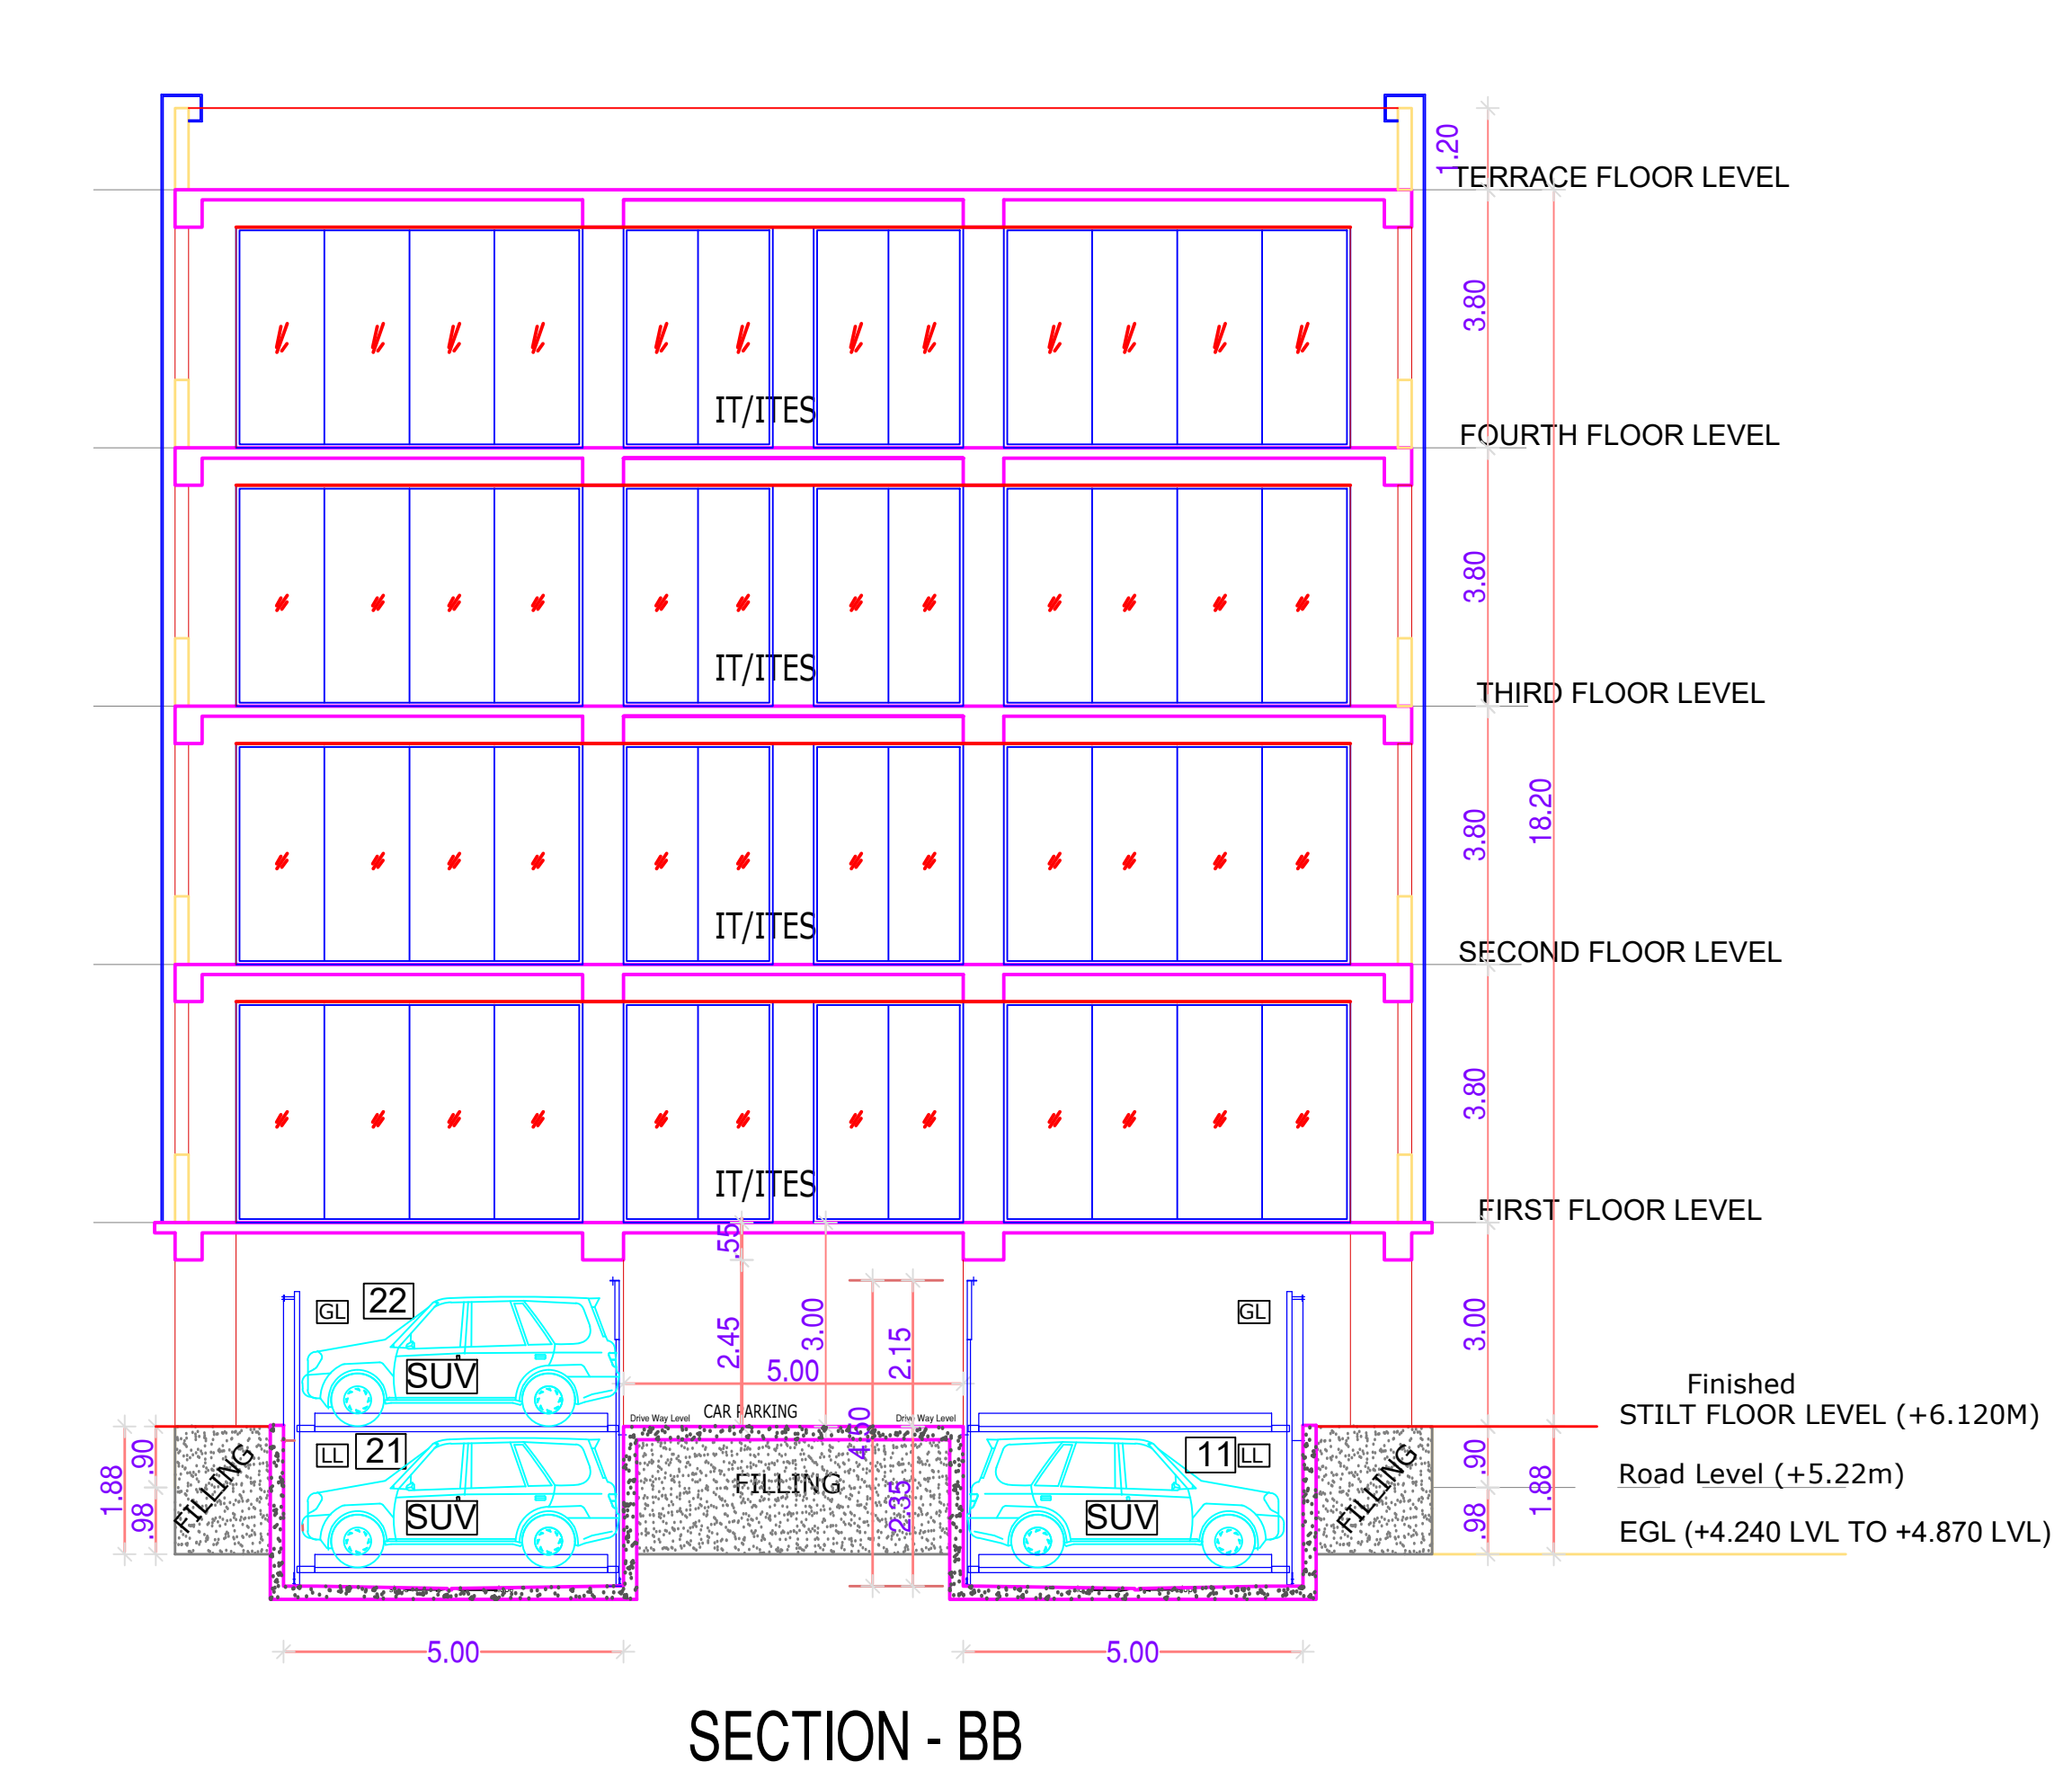 1.20
TERRACE FLOOR LEVEL
3.80
IT/ITES
FOURTH FLOOR LEVEL
3.80
IT/ITES
THIRD FLOOR LEVEL
18.20
3.80
IT/ITES
SECOND FLOOR LEVEL
3.80
IT/ITES
FIRST FLOOR LEVEL
.55
GL
22
GL
2.45
3.00
2.15
3.00
5.00
SUV
Finished
CAR PARKING
Drive Way Level
Drive Way Level
STILT FLOOR LEVEL (+6.120M)
4.50
LL
21
11
LL
.90
1.88
.98
FILLING
FILLING
FILLING
.90
1.88
.98
Road Level (+5.22m)
2.35
SUV
SUV
EGL (+4.240 LVL TO +4.870 LVL)
5.00
5.00
SECTION - BB